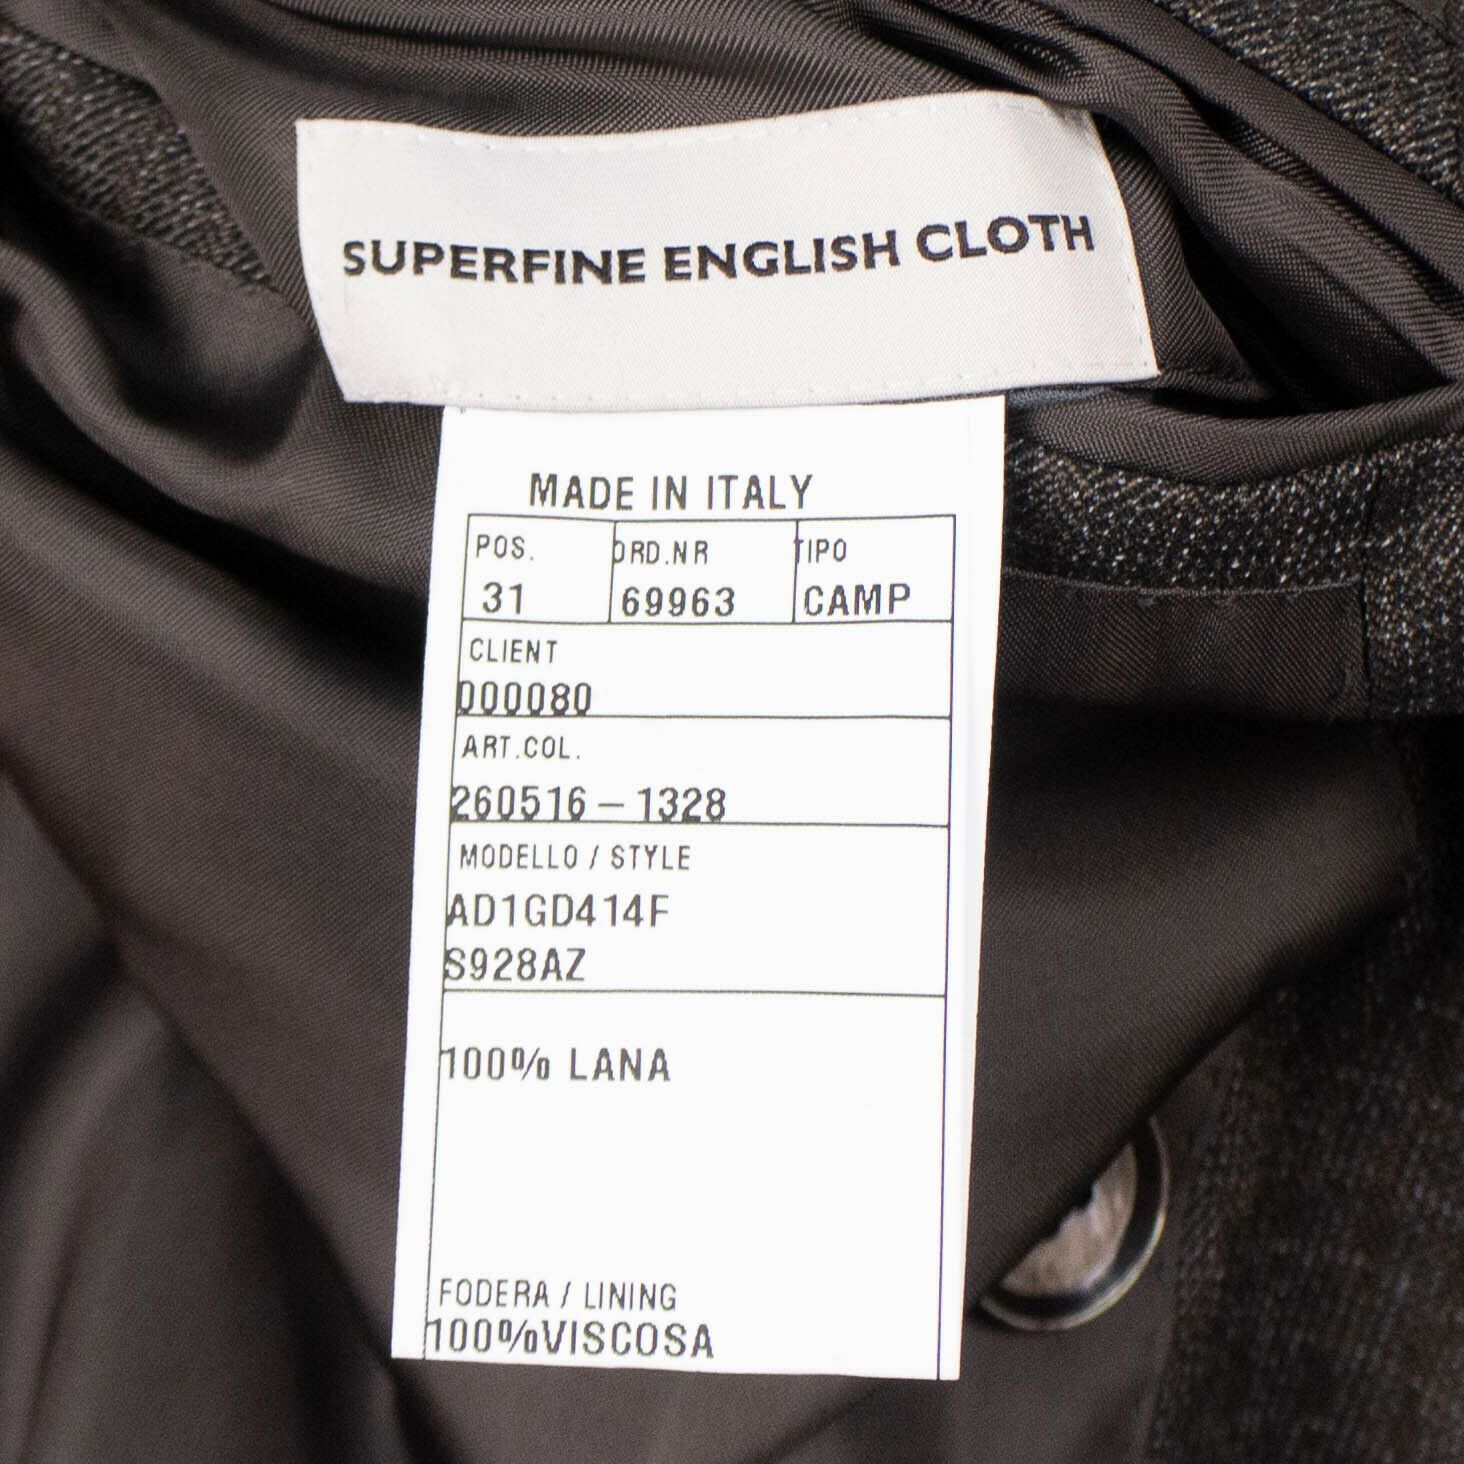 SUPERFINE ENGLISH CLOTH
MADE IN ITALY
POS. ORD.NR TIPO
31 69963 CAMP
CLIENT
000080
ART.COL.
260516 – 1328
MODELLO / STYLE
AD1GD414F
S928AZ
100% LANA
FODERA / LINING
100%VISCOSA